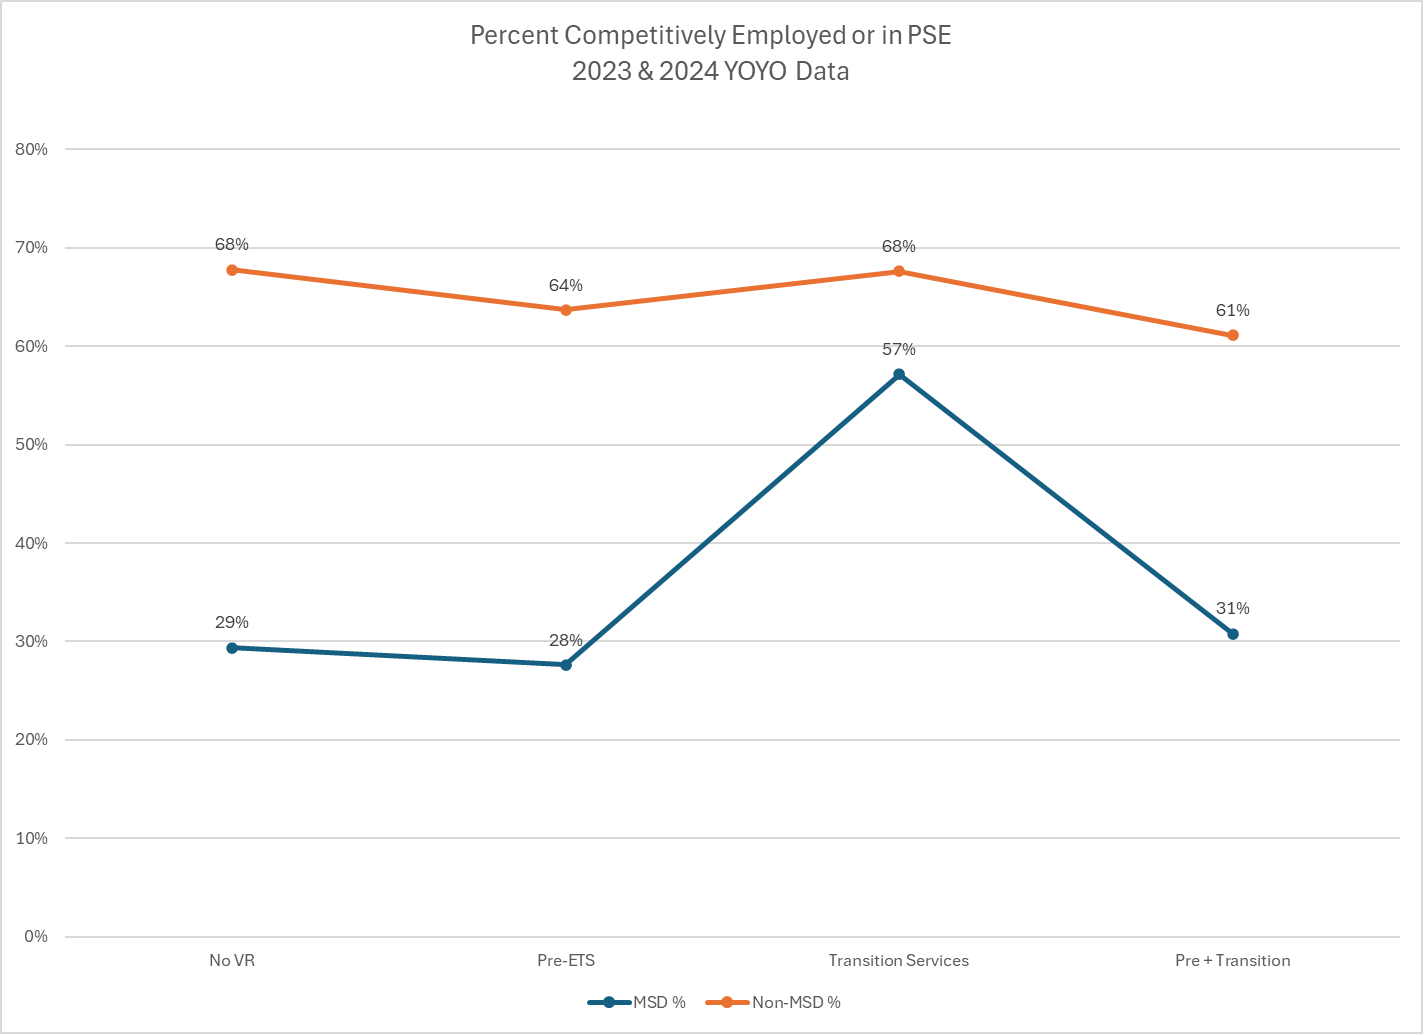 Percent Competitively Employed or in PSE
2023 & 2024 YOYO Data
80%
70%
60%
50%
40%
30%
20%
10%
0%
68%
64%
68%
61%
29%
28%
57%
31%
No VR
Pre-ETS
Transition Services
Pre + Transition
MSD %
Non-MSD %